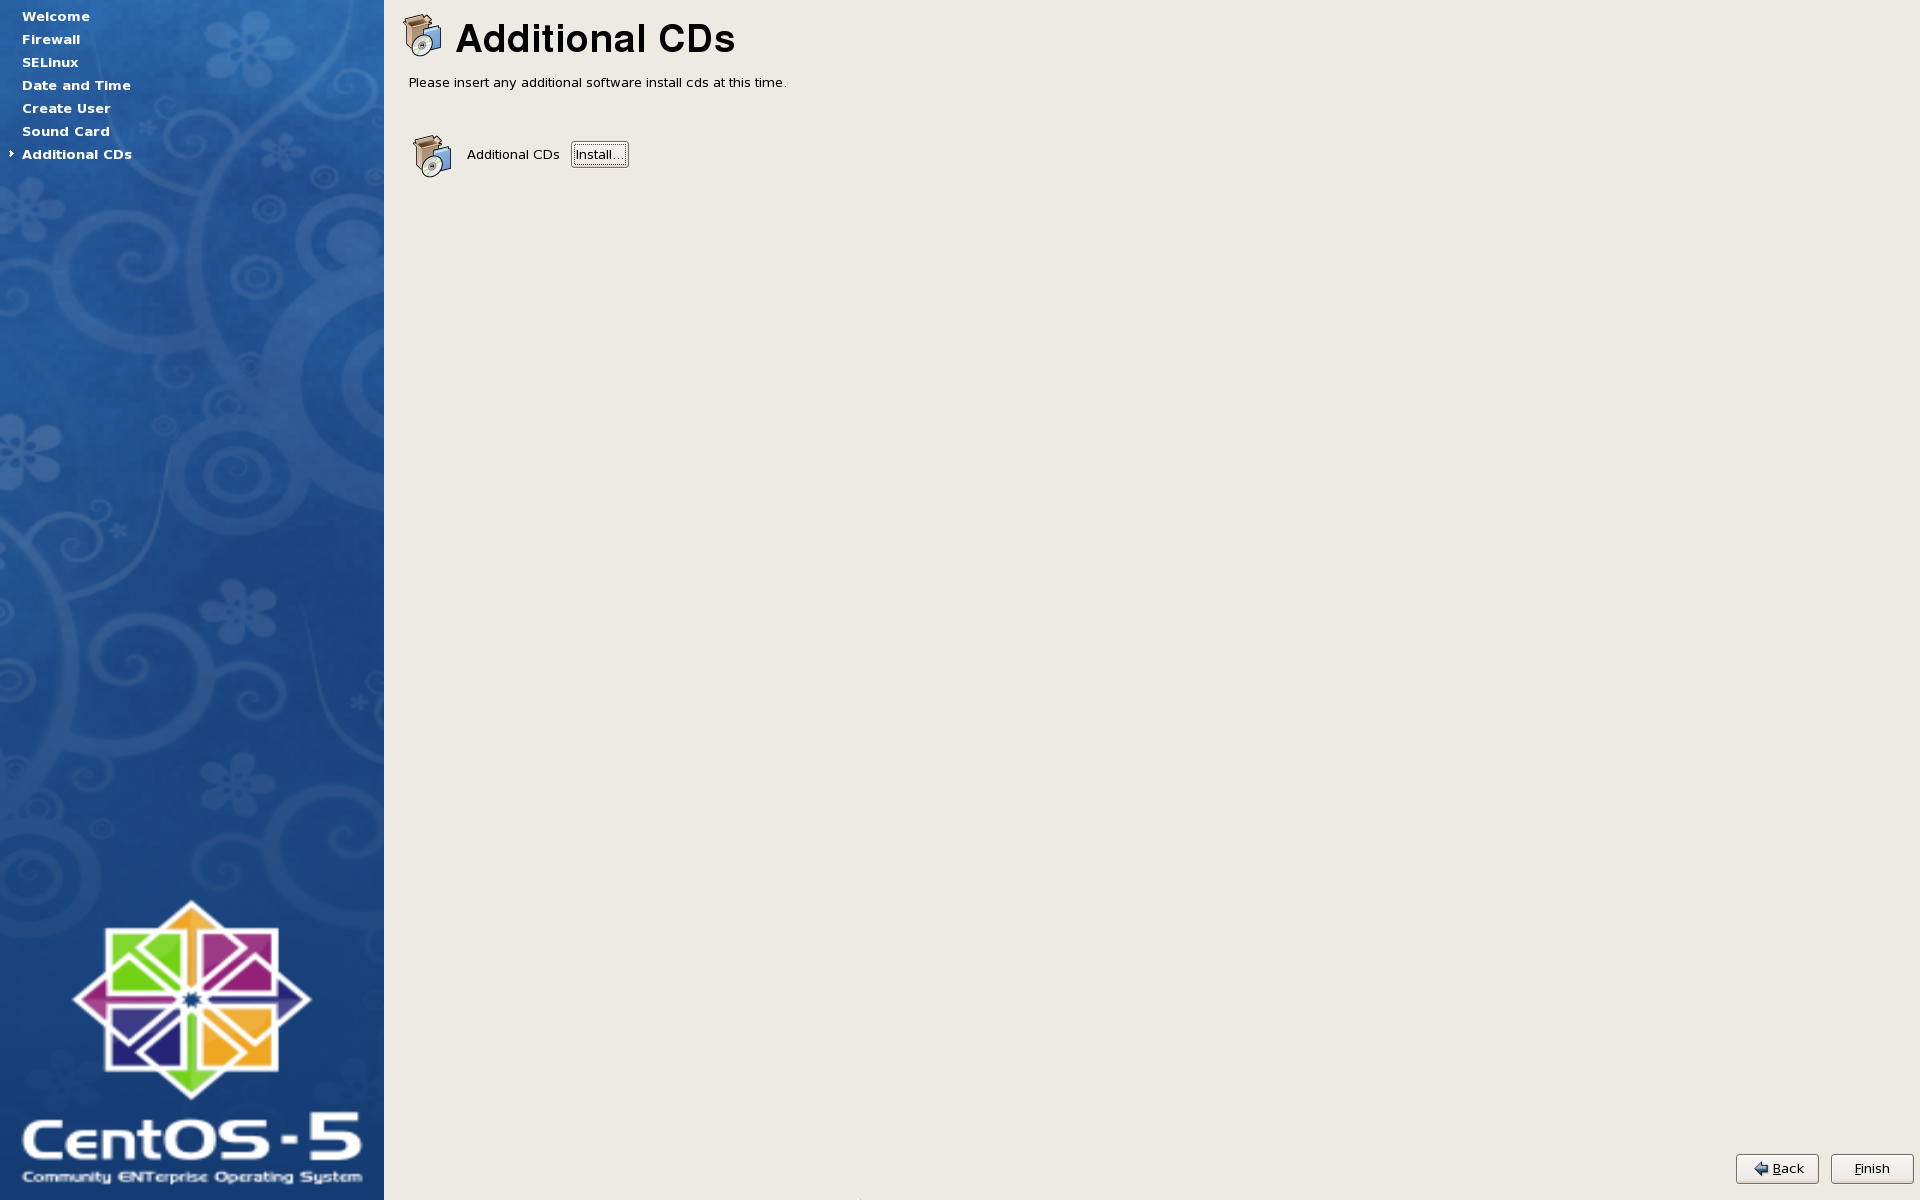 Welcome
Firewall
SELinux
Date and Time
Create User
Sound Card
Additional CDs
Additional CDs
Please insert any additional software install cds at this time.
Additional CDs Install...
CentOS-5
Community ENTerprise Operating System
Back Finish